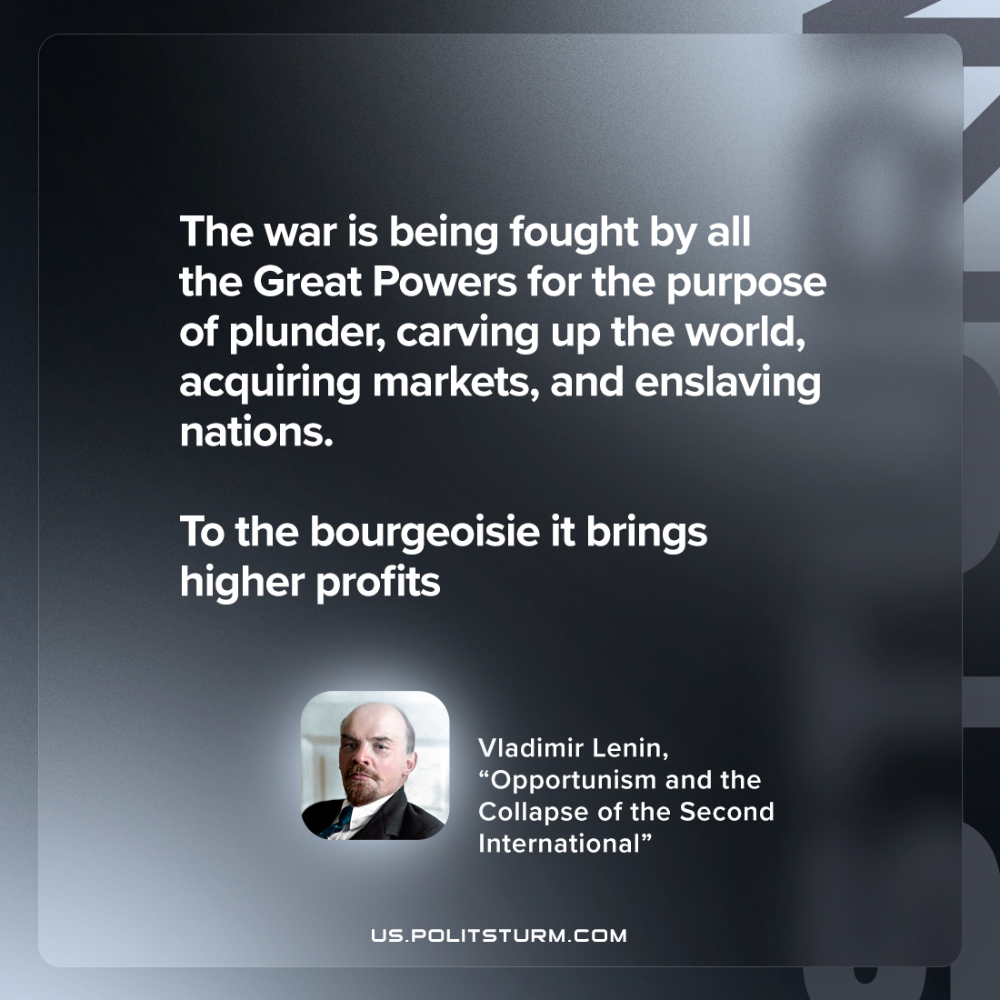 The war is being fought by all
the Great Powers for the purpose
of plunder, carving up the world,
acquiring markets, and enslaving
nations.
To the bourgeoisie it brings
higher profits
Vladimir Lenin,
“Opportunism and the
Collapse of the Second
International”
US.POLITSTURM.COM